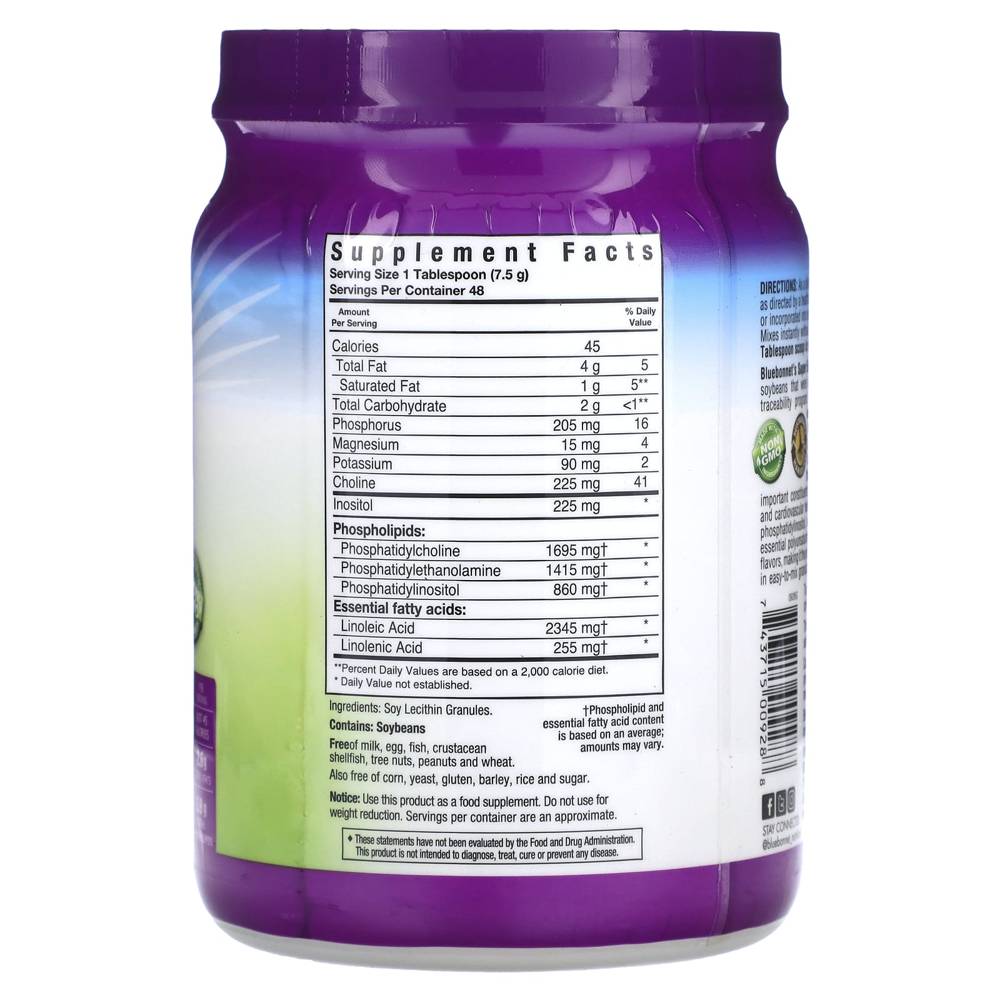 Supplement Facts
Serving Size 1 Tablespoon (7.5 g)
Servings Per Container 48
Amount Per Serving % Daily Value
Calories 45
Total Fat 4 g 5
Saturated Fat 1 g 5**
Total Carbohydrate 2 g <1**
Phosphorus 205 mg 16
Magnesium 15 mg 4
Potassium 90 mg 2
Choline 225 mg 41
Inositol 225 mg *
Phospholipids:
Phosphatidylcholine 1695 mg† *
Phosphatidylethanolamine 1415 mg† *
Phosphatidylinositol 860 mg† *
Essential fatty acids:
Linoleic Acid 2345 mg† *
Linolenic Acid 255 mg† *
**Percent Daily Values are based on a 2,000 calorie diet.
* Daily Value not established.
Ingredients: Soy Lecithin Granules.
Contains: Soybeans
Freeof milk, egg, fish, crustacean
shellfish, tree nuts, peanuts and wheat.
†Phospholipid and
essential fatty acid content
is based on an average;
amounts may vary.
Also free of corn, yeast, gluten, barley, rice and sugar.
Notice: Use this product as a food supplement. Do not use for
weight reduction. Servings per container are an approximate.
♦ These statements have not been evaluated by the Food and Drug Administration.
This product is not intended to diagnose, treat, cure or prevent any disease.
DIRECTIONS:
as directed by a
or incorporated
Mixes instantly
Tablespoon scoop
Bluebonnet's Super
soybeans that
traceability
NON GMO
important
and cardiovascular
phosphatidylinositol
essential
flavors,
in easy-to-mix
7 43715 00928 8
STAY